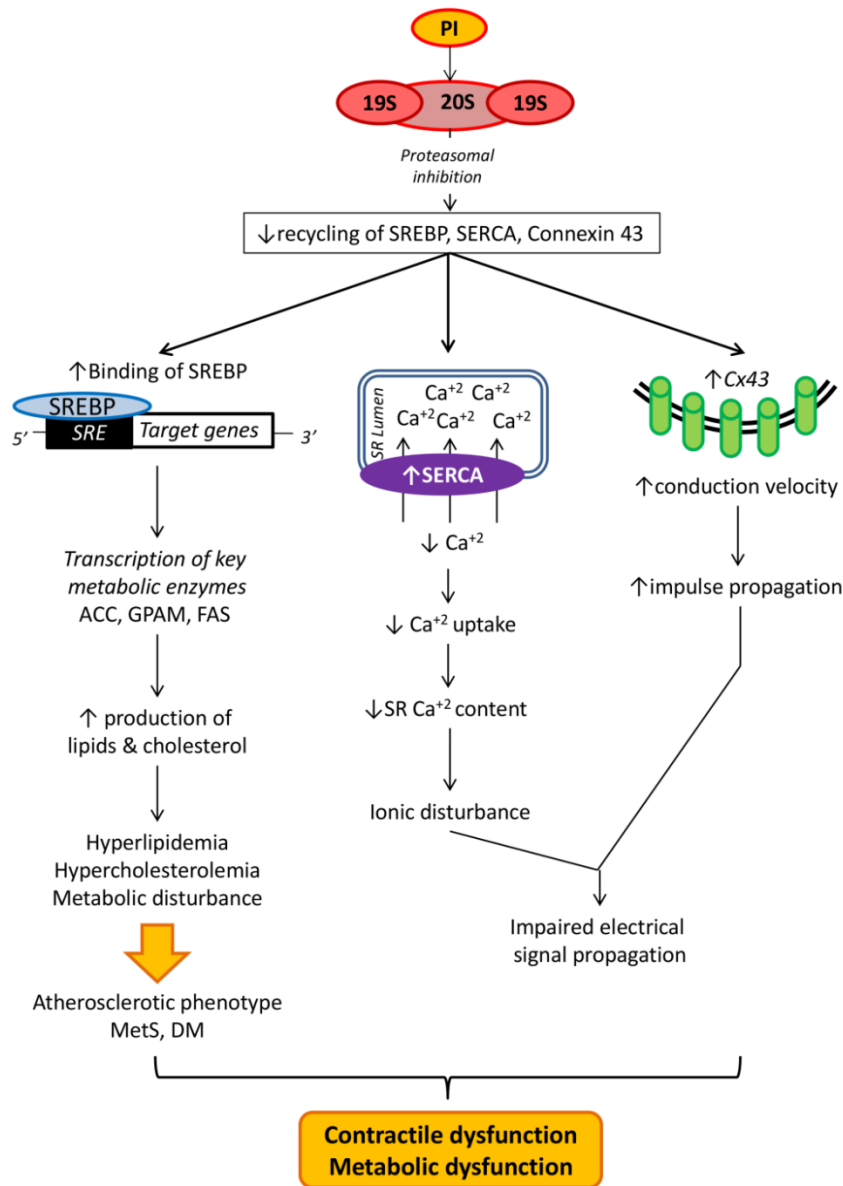 PI
19S 20S 19S
Proteasomal
inhibition
↓recycling of SREBP, SERCA, Connexin 43
↑Binding of SREBP
SREBP
5′ SRE Target genes 3′
Transcription of key
metabolic enzymes
ACC, GPAM, FAS
↑ production of
lipids & cholesterol
Hyperlipidemia
Hypercholesterolemia
Metabolic disturbance
Atherosclerotic phenotype
MetS, DM
SR Lumen
Ca⁺² Ca⁺²
Ca⁺² Ca⁺² Ca⁺²
↑SERCA
↓ Ca⁺²
↓ Ca⁺² uptake
↓SR Ca⁺² content
Ionic disturbance
↑Cx43
↑conduction velocity
↑impulse propagation
Impaired electrical
signal propagation
Contractile dysfunction
Metabolic dysfunction